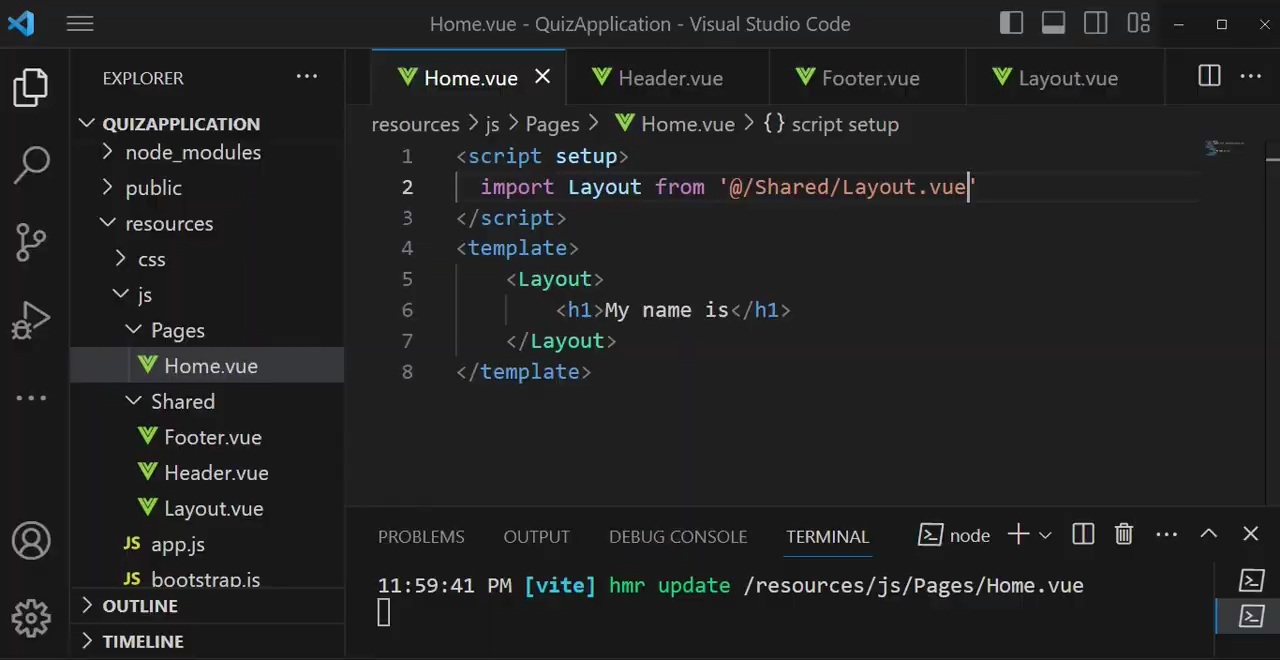 Home.vue - QuizApplication - Visual Studio Code
EXPLORER
QUIZAPPLICATION
node_modules
public
resources
css
js
Pages
Home.vue
Shared
Footer.vue
Header.vue
Layout.vue
JS app.js
JS bootstrap.js
OUTLINE
TIMELINE
Home.vue Header.vue Footer.vue Layout.vue
resources > js > Pages > Home.vue > {} script setup
1 <script setup>
2 import Layout from '@/Shared/Layout.vue'
3 </script>
4 <template>
5 <Layout>
6 <h1>My name is</h1>
7 </Layout>
8 </template>
PROBLEMS OUTPUT DEBUG CONSOLE TERMINAL node
11:59:41 PM [vite] hmr update /resources/js/Pages/Home.vue